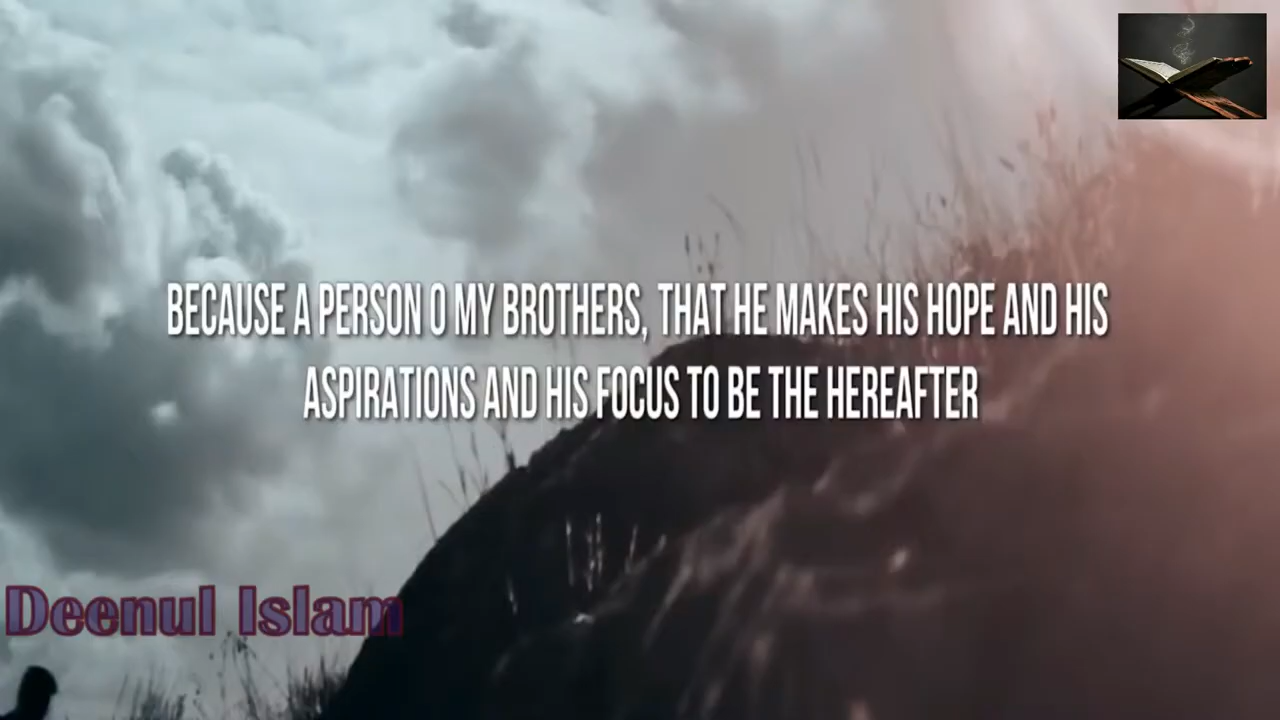 BECAUSE A PERSON O MY BROTHERS, THAT HE MAKES HIS HOPE AND HIS
ASPIRATIONS AND HIS FOCUS TO BE THE HEREAFTER
Deenul Islam